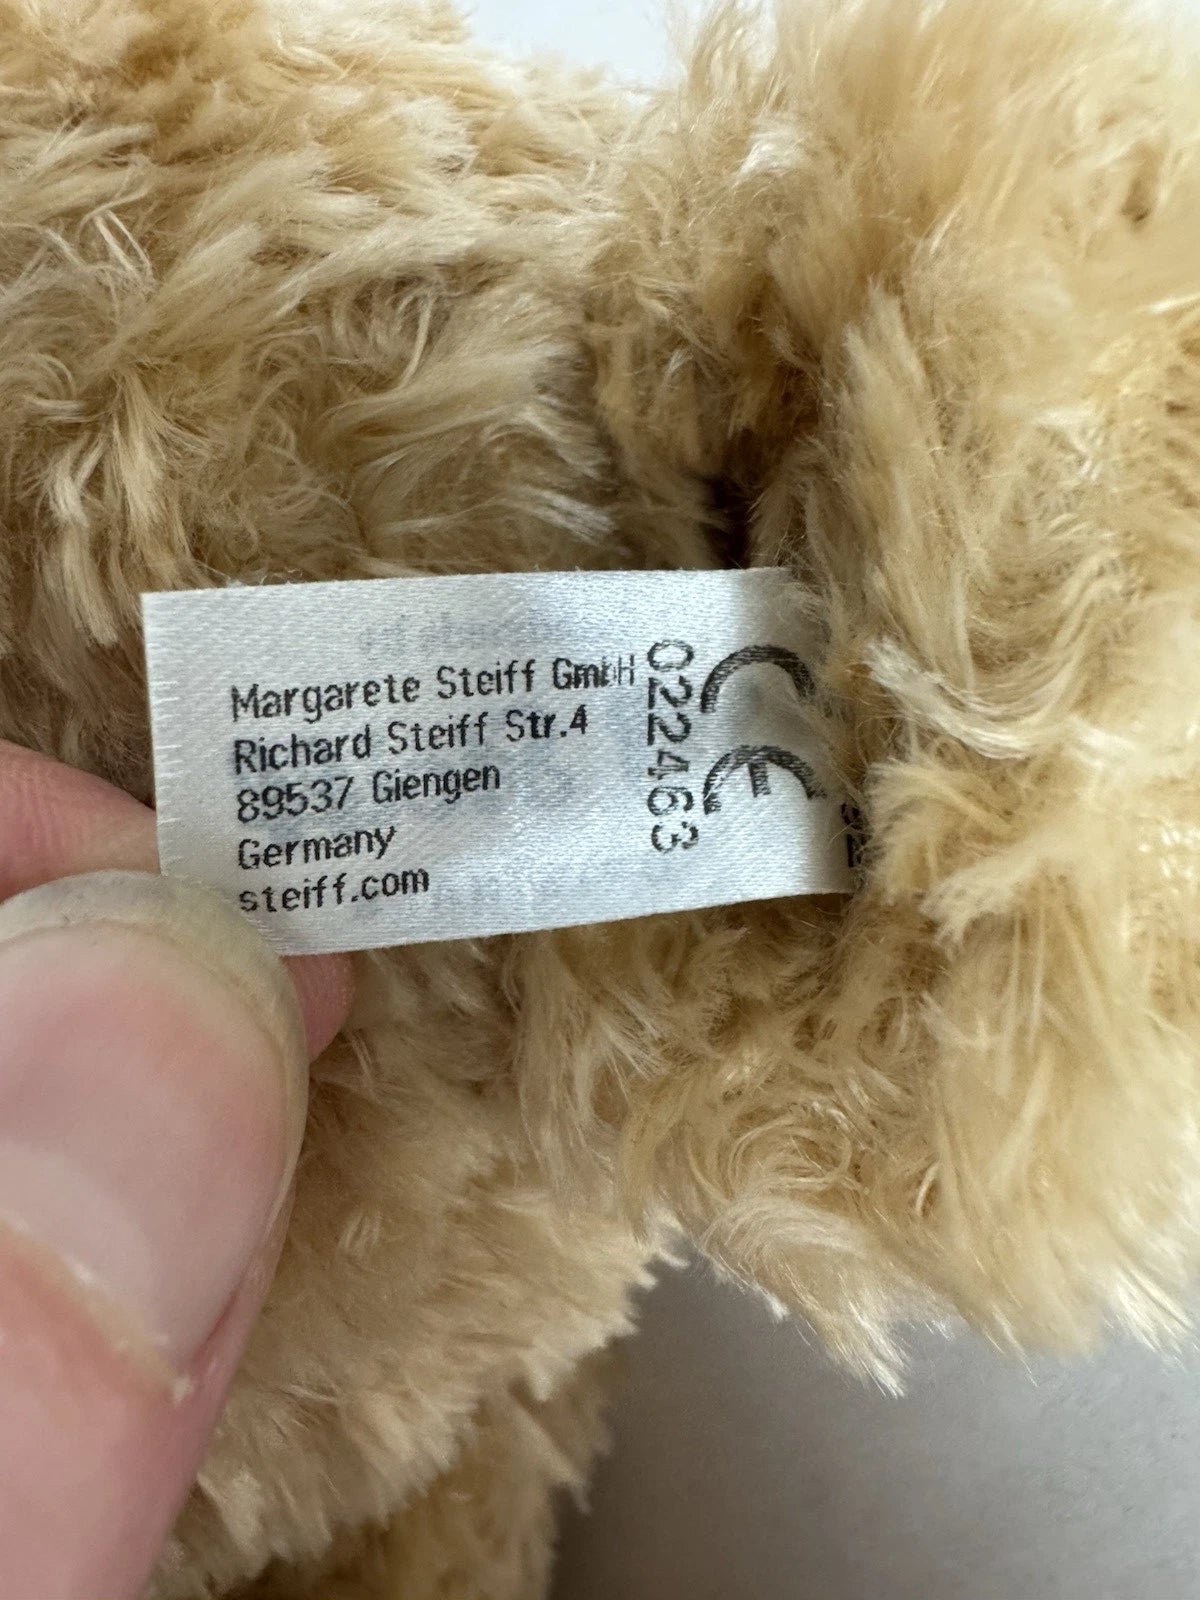 Margarete Steiff GmbH
Richard Steiff Str.4
89537 Giengen
Germany
steiff.com
022463
CE